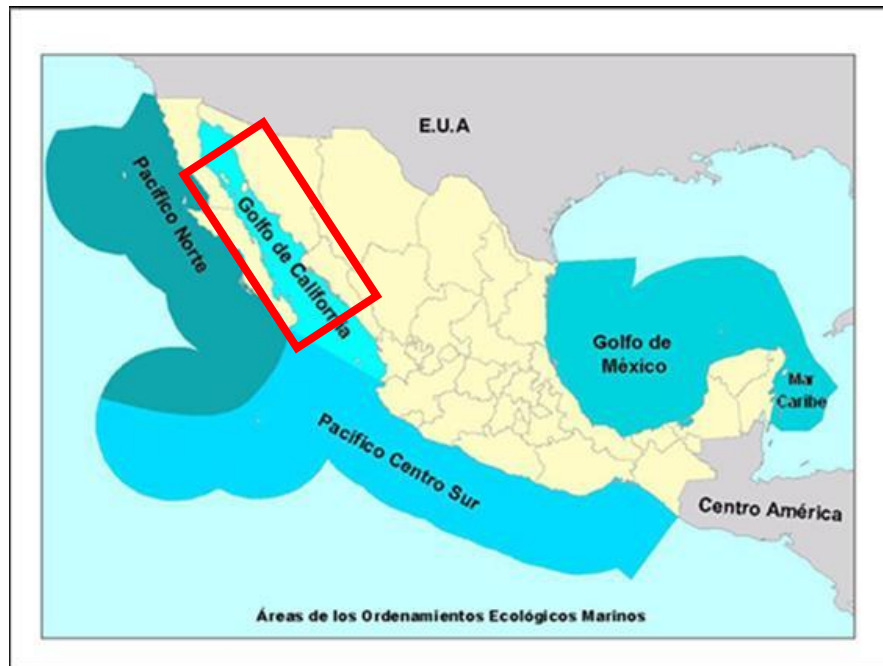 E.U.A
Pacífico Norte
Golfo de California
Golfo de
México
Mar
Caribe
Pacífico Centro Sur
Centro América
Áreas de los Ordenamientos Ecológicos Marinos